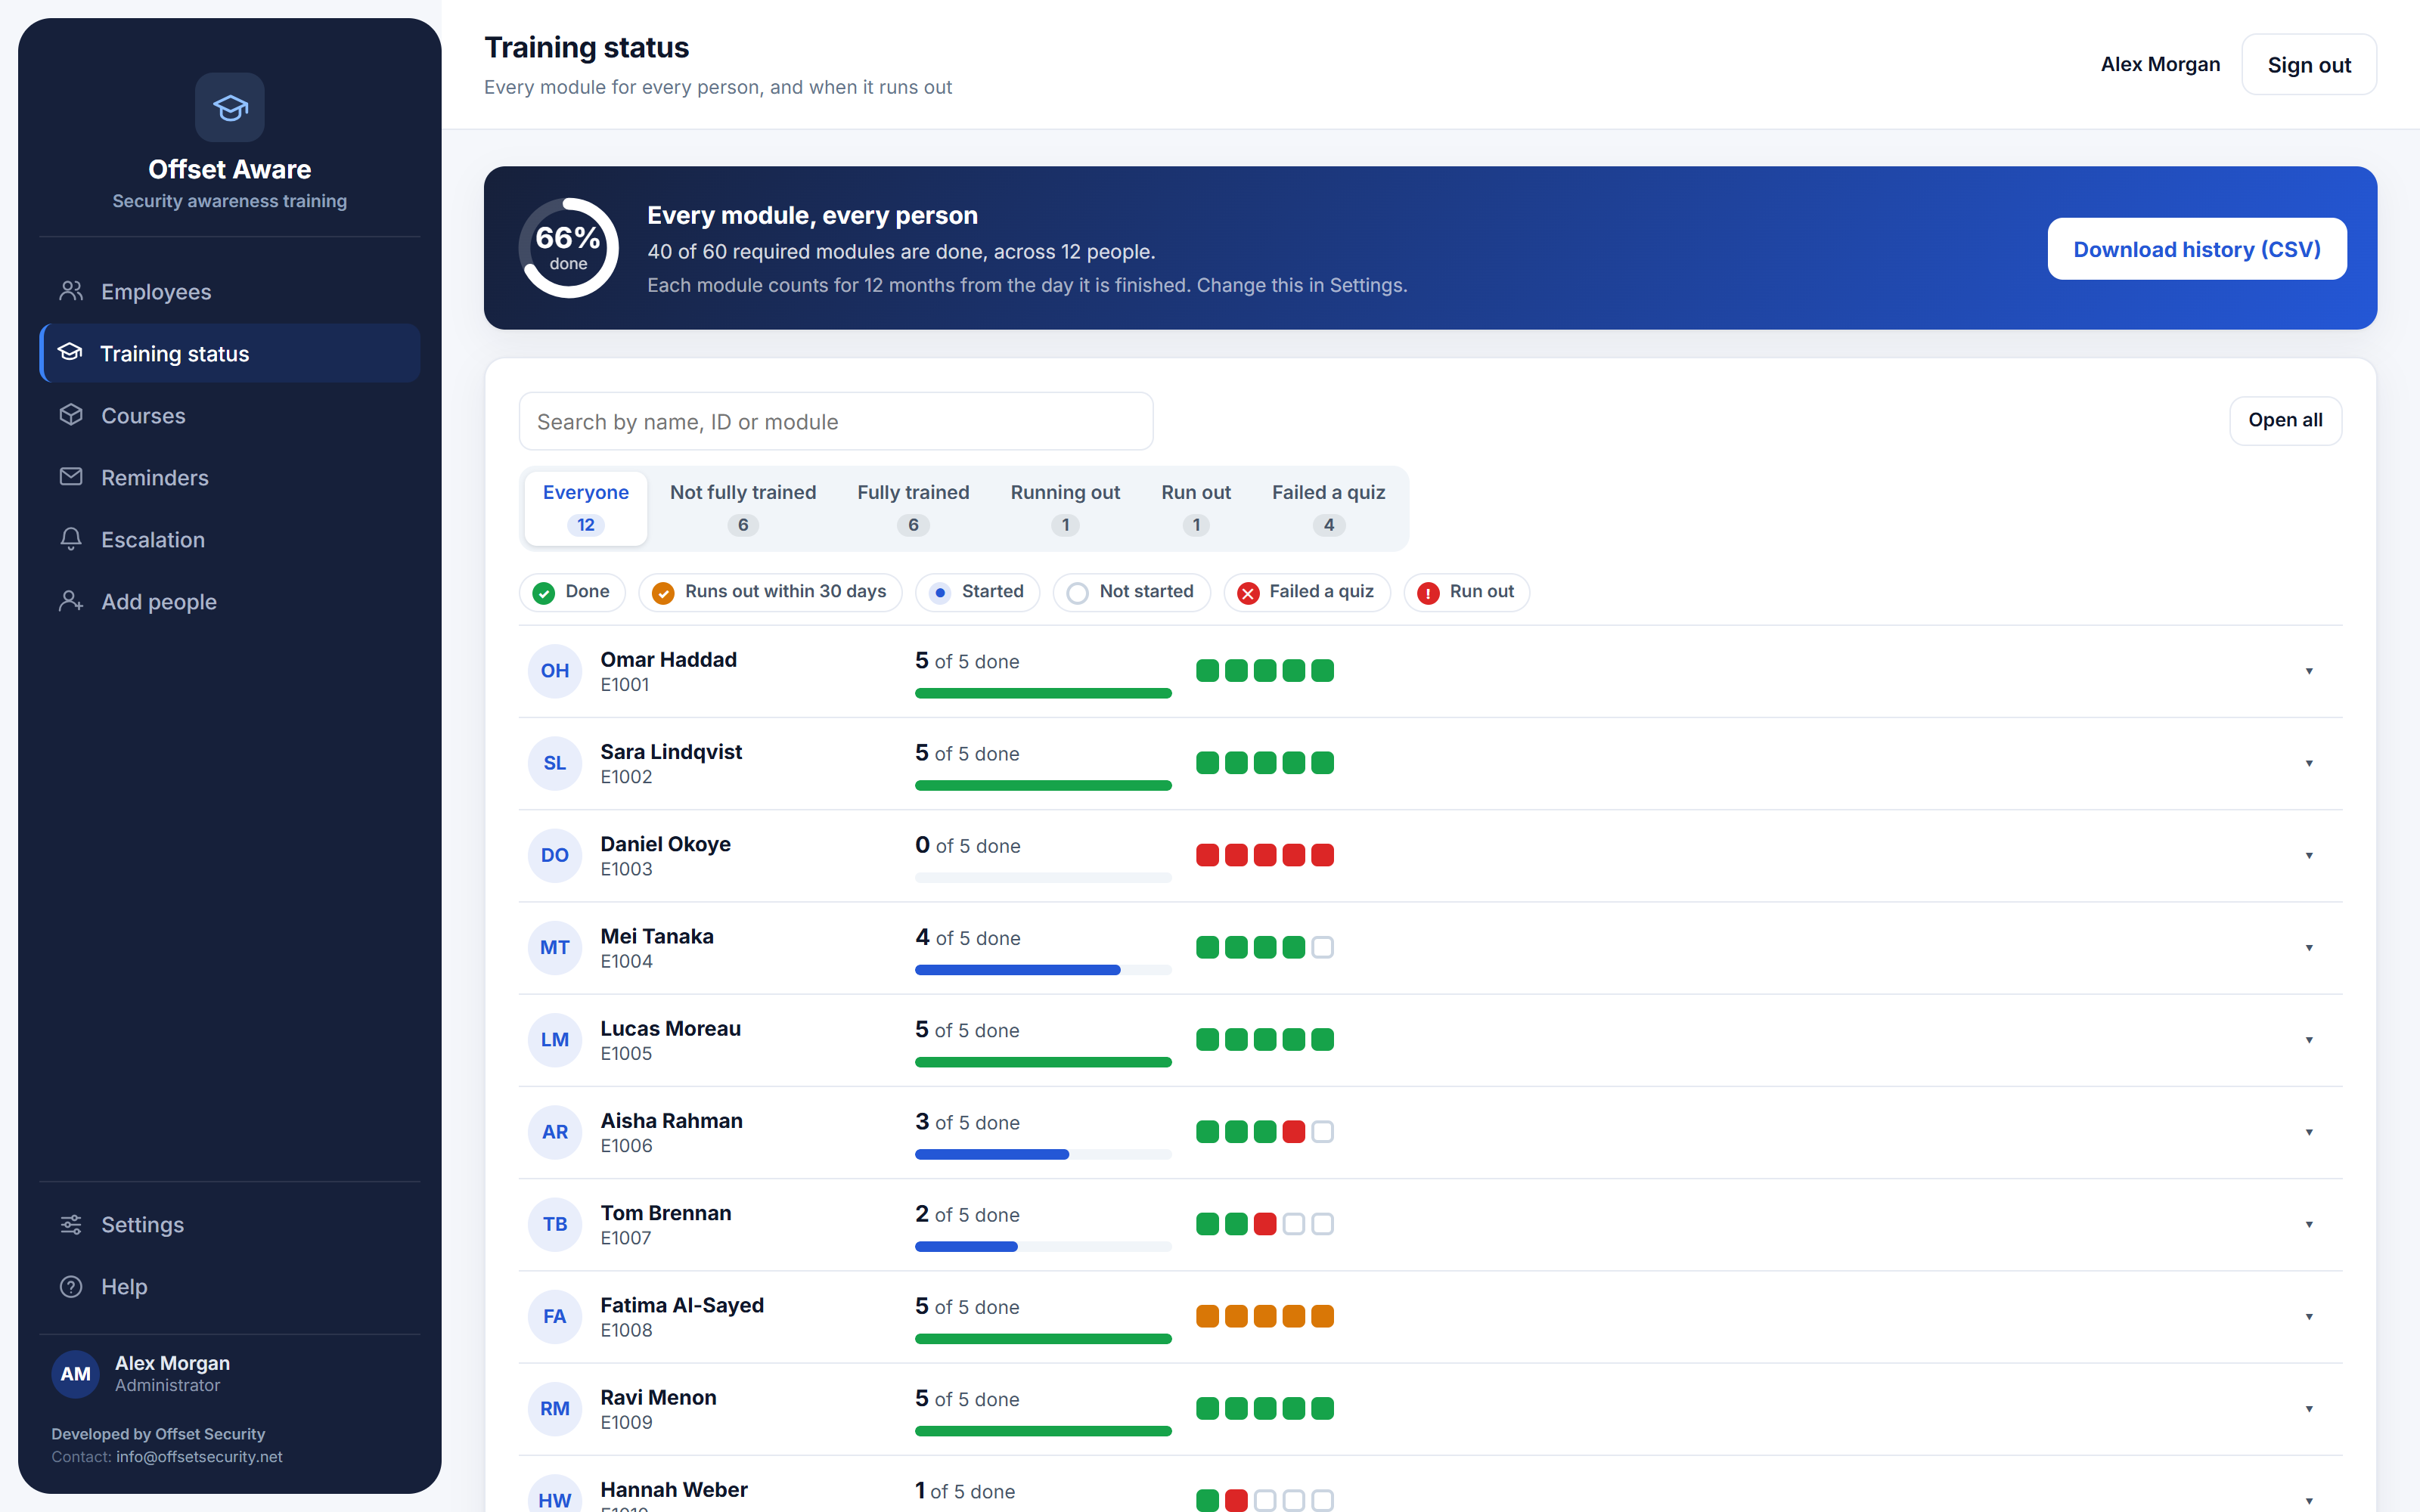 Offset Aware
Security awareness training
Employees
Training status
Courses
Reminders
Escalation
Add people
Settings
Help
AM
Alex Morgan
Administrator
Developed by Offset Security
Contact: info@offsetsecurity.net
Training status
Every module for every person, and when it runs out
Alex Morgan
Sign out
66%
done
Every module, every person
40 of 60 required modules are done, across 12 people.
Each module counts for 12 months from the day it is finished. Change this in Settings.
Download history (CSV)
Search by name, ID or module
Open all
Everyone 12
Not fully trained 6
Fully trained 6
Running out 1
Run out 1
Failed a quiz 4
Done
Runs out within 30 days
Started
Not started
Failed a quiz
Run out
OH
Omar Haddad
E1001
5 of 5 done
SL
Sara Lindqvist
E1002
5 of 5 done
DO
Daniel Okoye
E1003
0 of 5 done
MT
Mei Tanaka
E1004
4 of 5 done
LM
Lucas Moreau
E1005
5 of 5 done
AR
Aisha Rahman
E1006
3 of 5 done
TB
Tom Brennan
E1007
2 of 5 done
FA
Fatima Al-Sayed
E1008
5 of 5 done
RM
Ravi Menon
E1009
5 of 5 done
HW
Hannah Weber
1 of 5 done